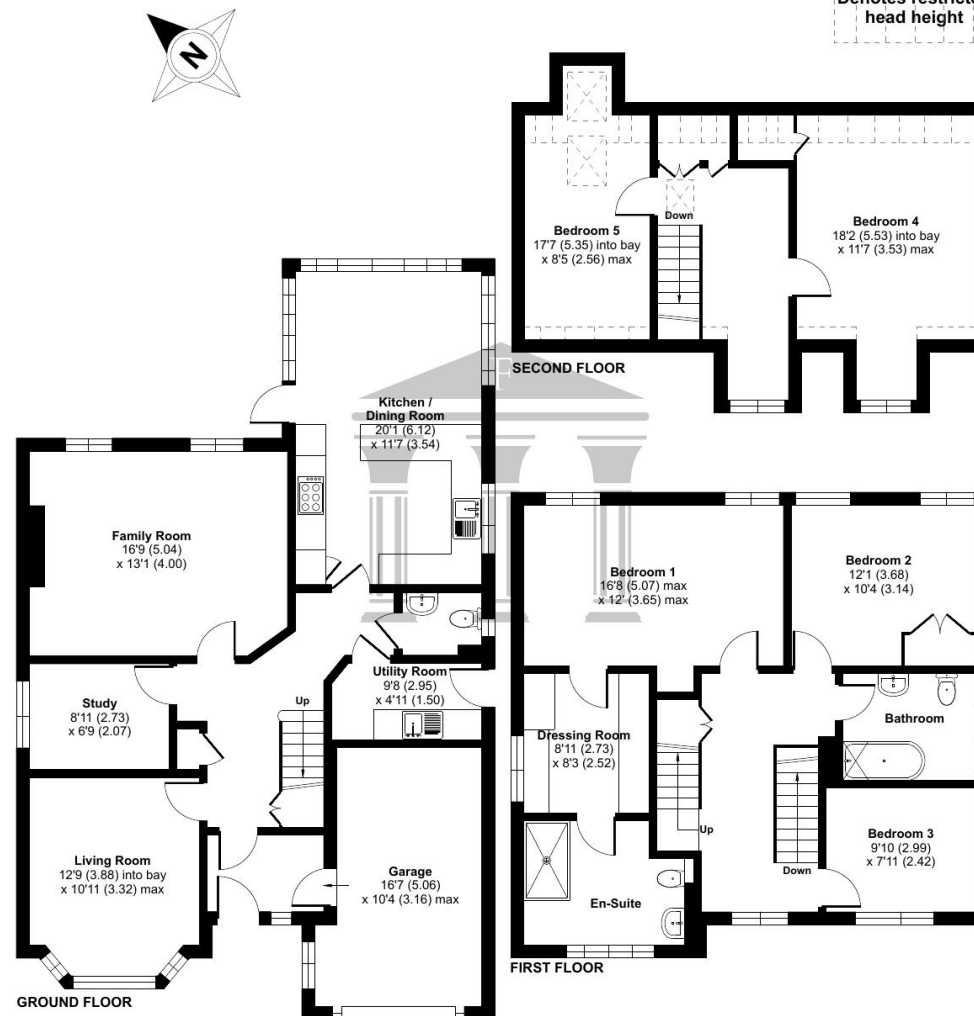 Denotes restricte
head height
N
Bedroom 5
17'7 (5.35) into bay
x 8'5 (2.56) max
Down
Bedroom 4
18'2 (5.53) into bay
x 11'7 (3.53) max
SECOND FLOOR
F
Kitchen /
Dining Room
20'1 (6.12)
x 11'7 (3.54)
Family Room
16'9 (5.04)
x 13'1 (4.00)
Utility Room
9'8 (2.95)
x 4'11 (1.50)
Study
8'11 (2.73)
x 6'9 (2.07)
Up
Living Room
12'9 (3.88) into bay
x 10'11 (3.32) max
Garage
16'7 (5.06)
x 10'4 (3.16) max
GROUND FLOOR
Bedroom 1
16'8 (5.07) max
x 12' (3.65) max
Bedroom 2
12'1 (3.68)
x 10'4 (3.14)
Dressing Room
8'11 (2.73)
x 8'3 (2.52)
Bathroom
Up
Down
Bedroom 3
9'10 (2.99)
x 7'11 (2.42)
En-Suite
FIRST FLOOR